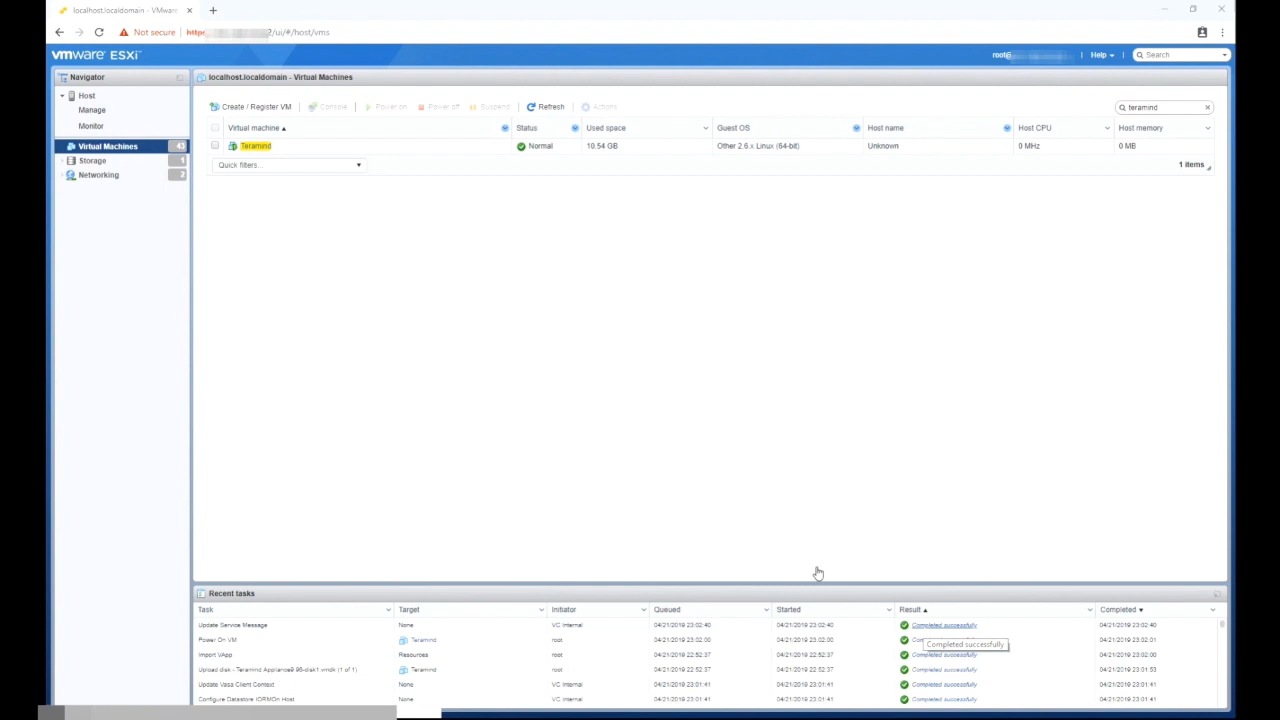 localhost.localdomain - VMware
Not secure https 2/ui/#/host/vms
vmware ESXi root@ Help Search
Navigator localhost.localdomain - Virtual Machines
Host
Manage
Monitor
Virtual Machines 43
Storage 1
Networking 2
Create / Register VM Console Power on Power off Suspend Refresh Actions teramind
Virtual machine Status Used space Guest OS Host name Host CPU Host memory
Teramind Normal 10.54 GB Other 2.6.x Linux (64-bit) Unknown 0 MHz 0 MB
Quick filters... 1 items
Recent tasks
Task Target Initiator Queued Started Result Completed
Update Service Message None VC Internal 04/21/2019 23:02:40 04/21/2019 23:02:40 Completed successfully 04/21/2019 23:02:40
Power On VM Teramind root 04/21/2019 23:02:00 04/21/2019 23:02:00 Completed successfully 04/21/2019 23:02:01
Import VApp Resources root 04/21/2019 22:52:37 04/21/2019 22:52:37 Completed successfully 04/21/2019 23:02:00
Upload disk - Teramind Appliance9.96-disk1.vmdk (1 of 1) Teramind root 04/21/2019 22:52:37 04/21/2019 22:52:37 Completed successfully 04/21/2019 23:01:53
Update Vasa Client Context None VC Internal 04/21/2019 23:01:41 04/21/2019 23:01:41 Completed successfully 04/21/2019 23:01:41
Configure Datastore IORMOn Host None VC Internal 04/21/2019 23:01:41 04/21/2019 23:01:41 Completed successfully 04/21/2019 23:01:41